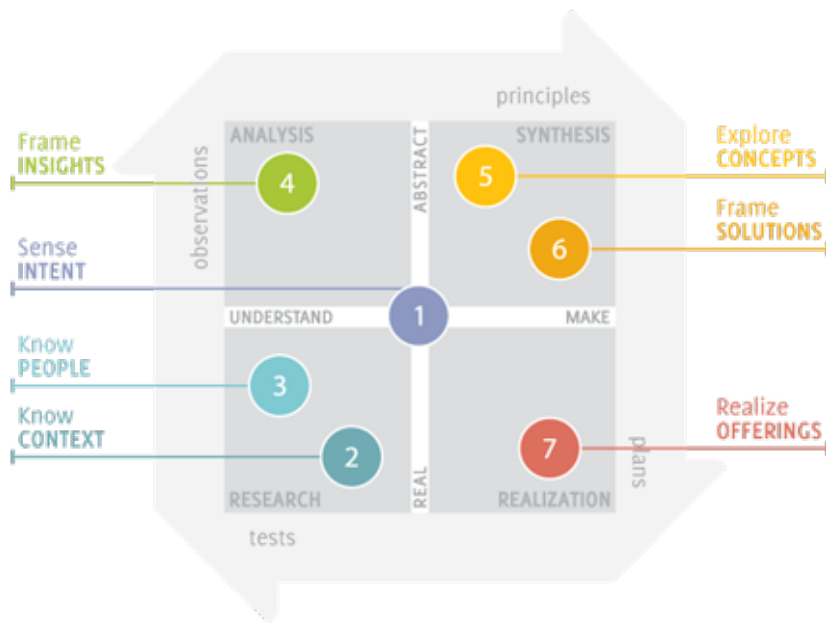 principles
ANALYSIS
SYNTHESIS
Frame
INSIGHTS
4
observations
ABSTRACT
5
Explore
CONCEPTS
Frame
SOLUTIONS
6
Sense
INTENT
UNDERSTAND
1
MAKE
Know
PEOPLE
3
Know
CONTEXT
2
REAL
7
Realize
OFFERINGS
plans
RESEARCH
REALIZATION
tests